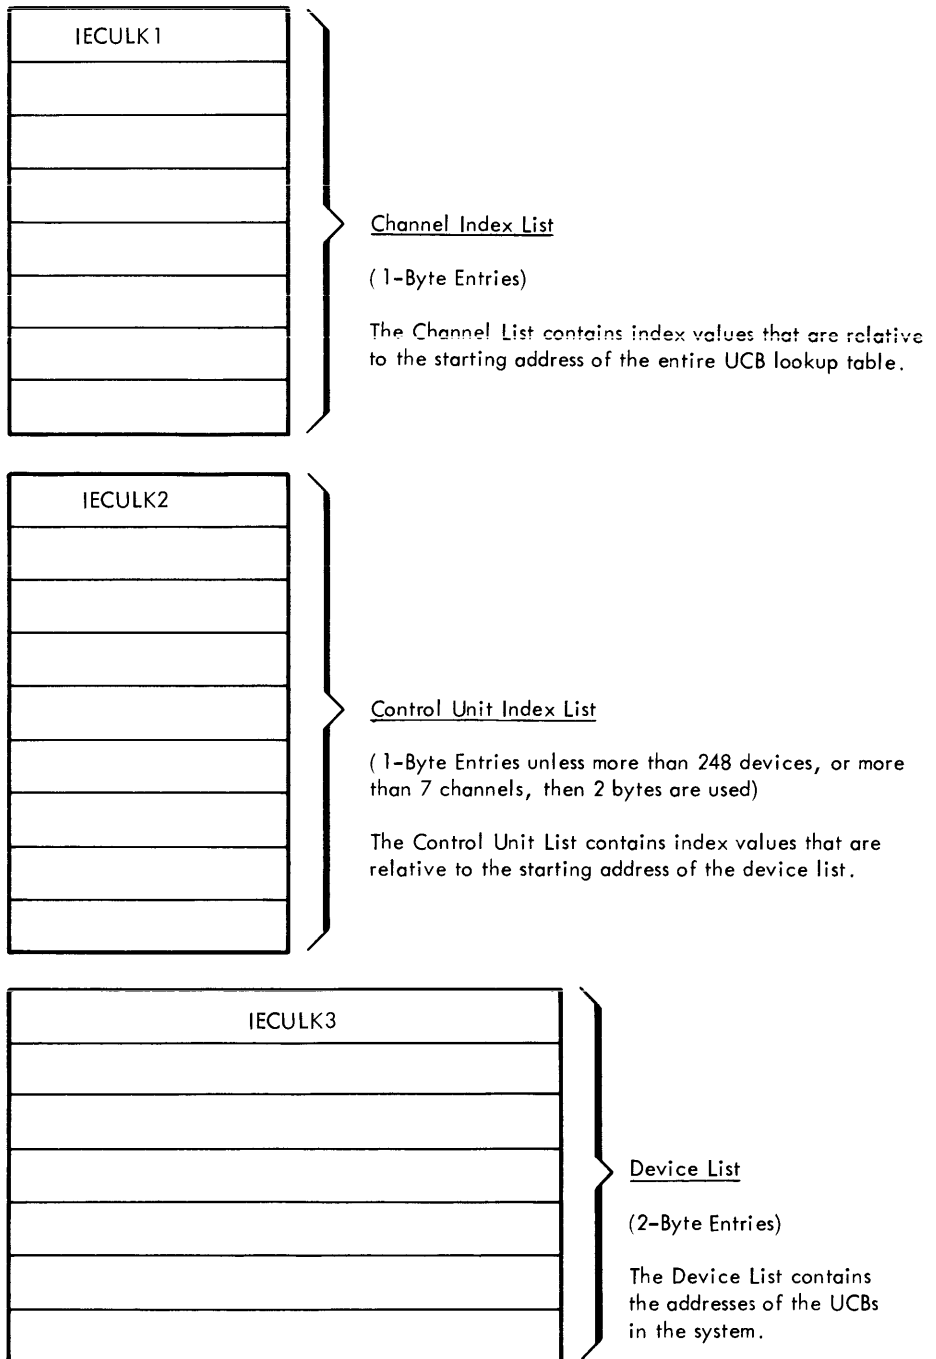 IECULK1
Channel Index List
(1-Byte Entries)
The Channel List contains index values that are relative
to the starting address of the entire UCB lookup table.
IECULK2
Control Unit Index List
(1-Byte Entries unless more than 248 devices, or more
than 7 channels, then 2 bytes are used)
The Control Unit List contains index values that are
relative to the starting address of the device list.
IECULK3
Device List
(2-Byte Entries)
The Device List contains
the addresses of the UCBs
in the system.